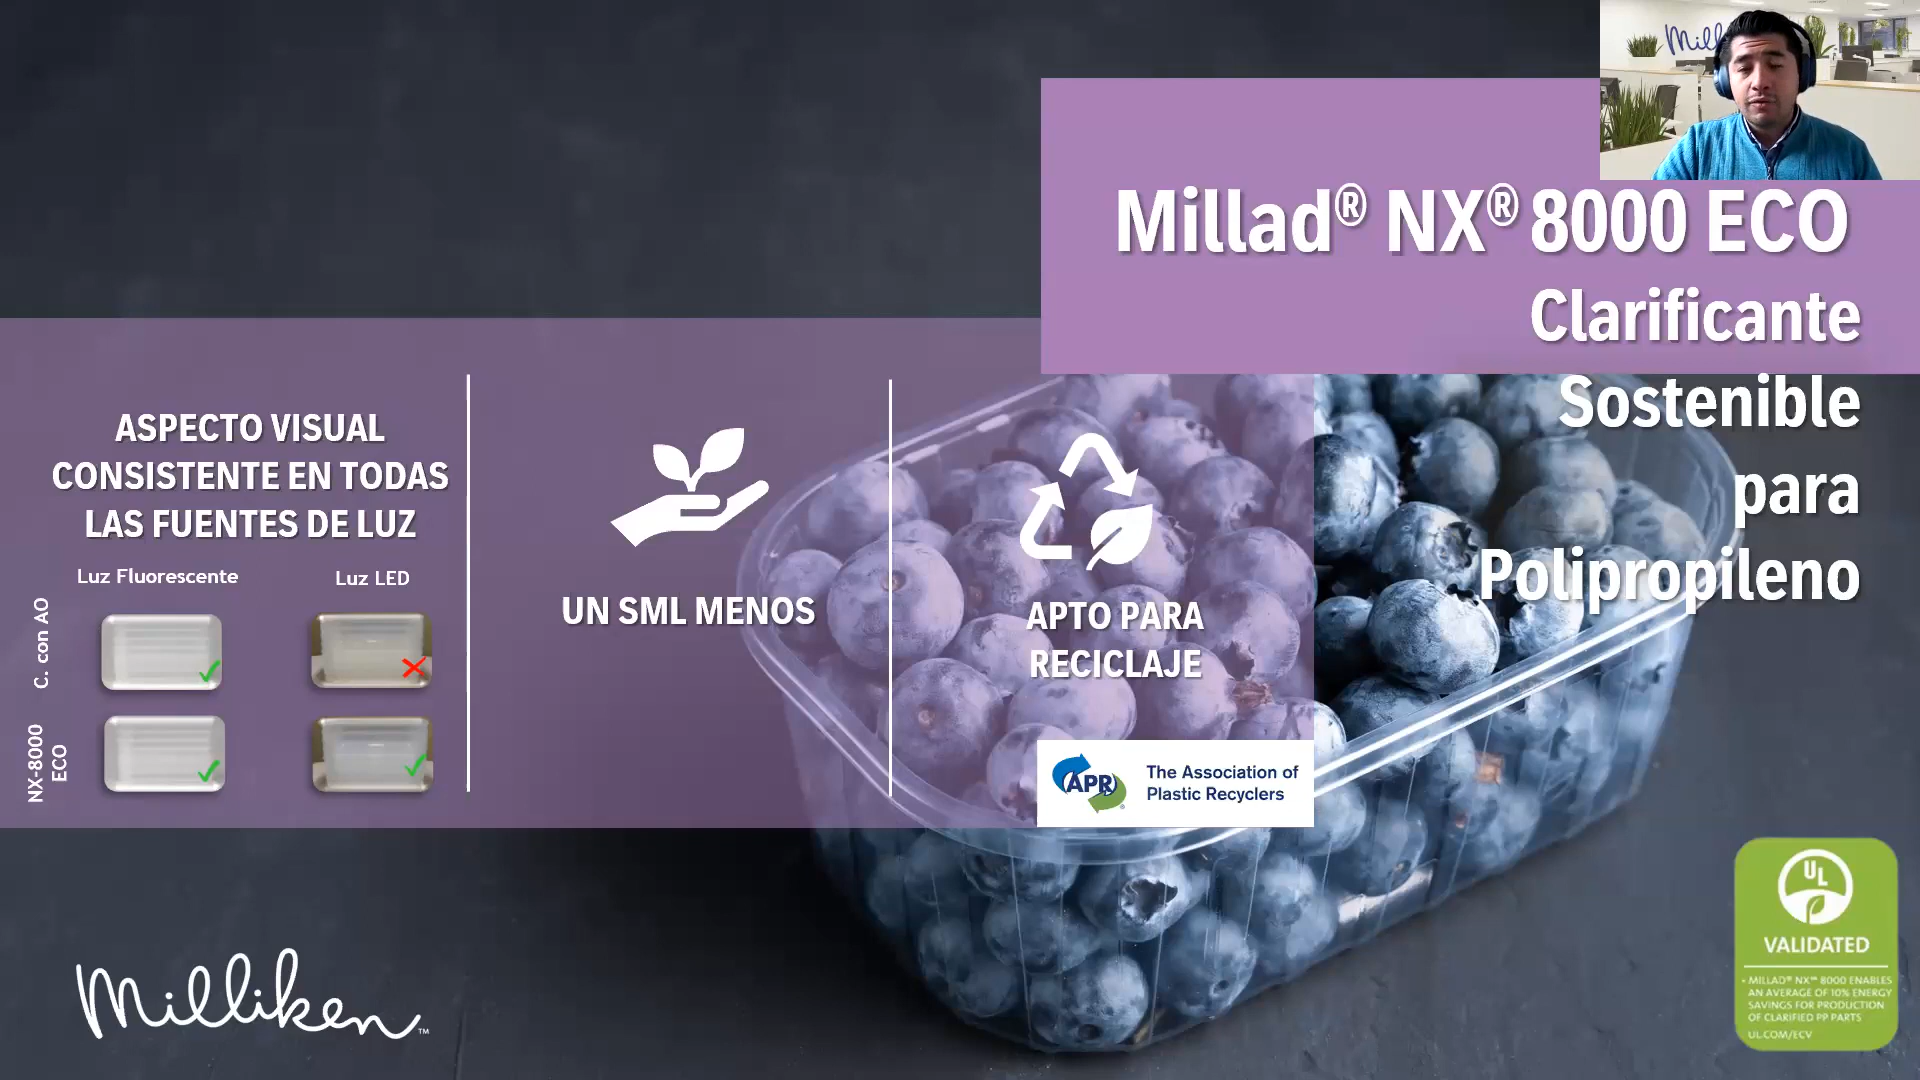 Mill
Millad® NX® 8000 ECO
Clarificante
Sostenible
para
Polipropileno
ASPECTO VISUAL
CONSISTENTE EN TODAS
LAS FUENTES DE LUZ
Luz Fluorescente
Luz LED
C. con AO
NX-8000
ECO
UN SML MENOS
APTO PARA
RECICLAJE
APR®
The Association of
Plastic Recyclers
Milliken™
UL
VALIDATED
• MILLAD® NX™ 8000 ENABLES
AN AVERAGE OF 10% ENERGY
SAVINGS FOR PRODUCTION
OF CLARIFIED PP PARTS
UL.COM/ECV